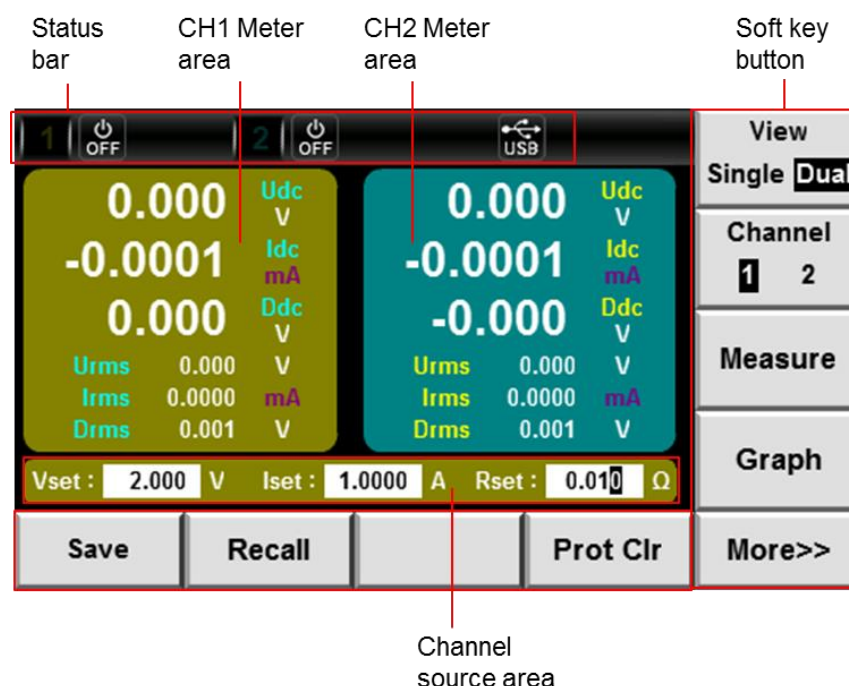 Status bar
CH1 Meter area
CH2 Meter area
Soft key button
1 OFF 2 OFF USB
View
Single Dual
0.000 Udc V
-0.0001 Idc mA
0.000 Ddc V
Urms 0.000 V
Irms 0.0000 mA
Drms 0.001 V
0.000 Udc V
-0.0001 Idc mA
-0.000 Ddc V
Urms 0.000 V
Irms 0.0000 mA
Drms 0.001 V
Channel
1 2
Measure
Graph
Vset : 2.000 V Iset : 1.0000 A Rset : 0.010 Ω
Save Recall Prot Clr More>>
Channel
source area